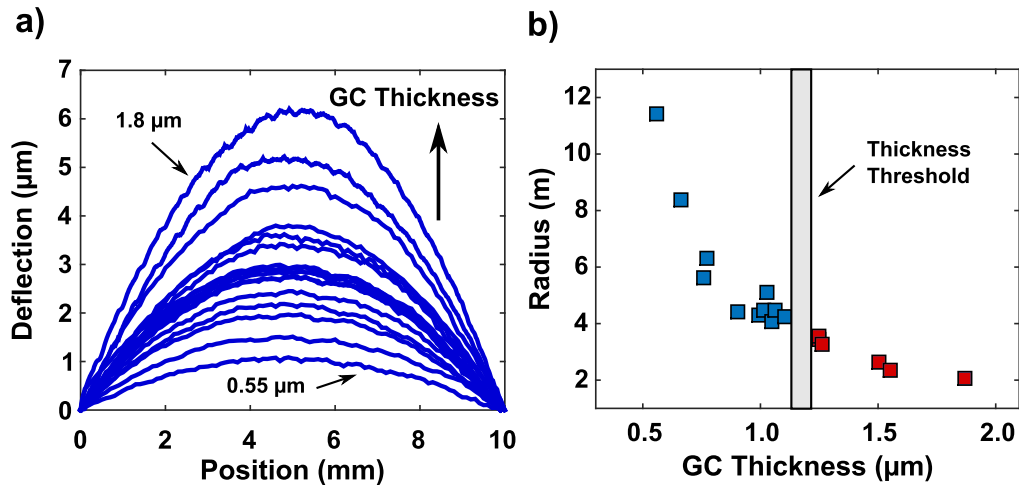 a)
7
6
5
4
3
2
1
0
Deflection (μm)
1.8 μm
GC Thickness
0.55 μm
0 2 4 6 8 10
Position (mm)
b)
12
10
8
6
4
2
Radius (m)
Thickness
Threshold
0.5 1.0 1.5 2.0
GC Thickness (μm)